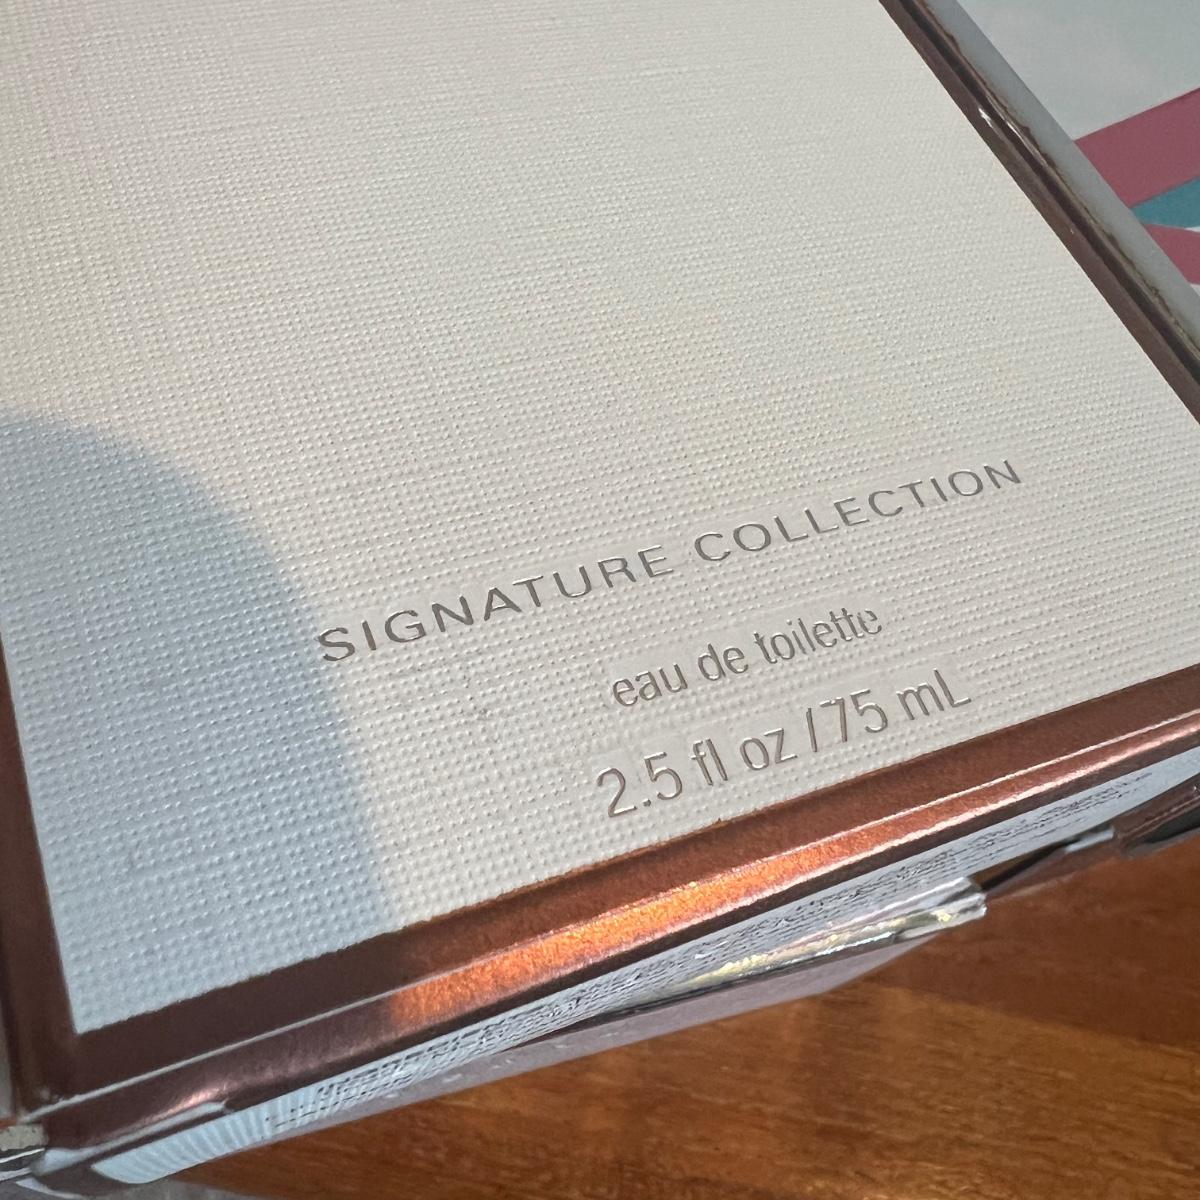 SIGNATURE COLLECTION
eau de toilette
2.5 fl oz / 75 mL